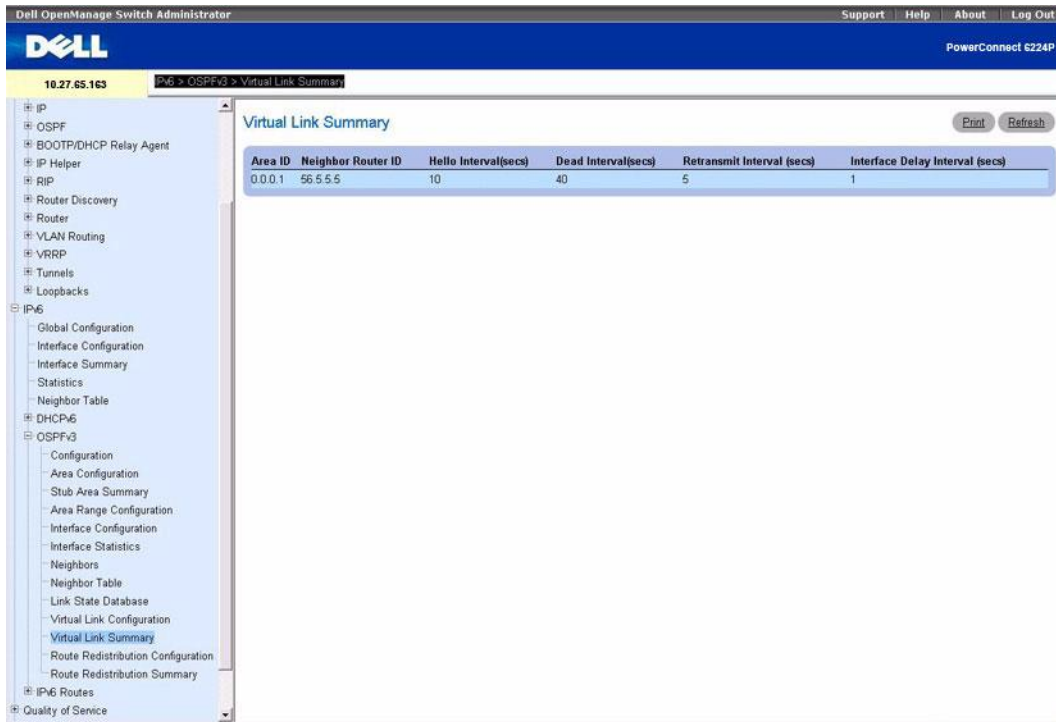 Dell OpenManage Switch Administrator
Support Help About Log Out
DELL
PowerConnect 6224P
10.27.65.163
IPv6 > OSPFv3 > Virtual Link Summary
IP
OSPF
BOOTP/DHCP Relay Agent
IP Helper
RIP
Router Discovery
Router
VLAN Routing
VRRP
Tunnels
Loopbacks
IPv6
Global Configuration
Interface Configuration
Interface Summary
Statistics
Neighbor Table
DHCPv6
OSPFv3
Configuration
Area Configuration
Stub Area Summary
Area Range Configuration
Interface Configuration
Interface Statistics
Neighbors
Neighbor Table
Link State Database
Virtual Link Configuration
Virtual Link Summary
Route Redistribution Configuration
Route Redistribution Summary
IPv6 Routes
Quality of Service
Virtual Link Summary
Print Refresh
Area ID Neighbor Router ID Hello Interval(secs) Dead Interval(secs) Retransmit Interval (secs) Interface Delay Interval (secs)
0.0.0.1 56.5.5.5 10 40 5 1